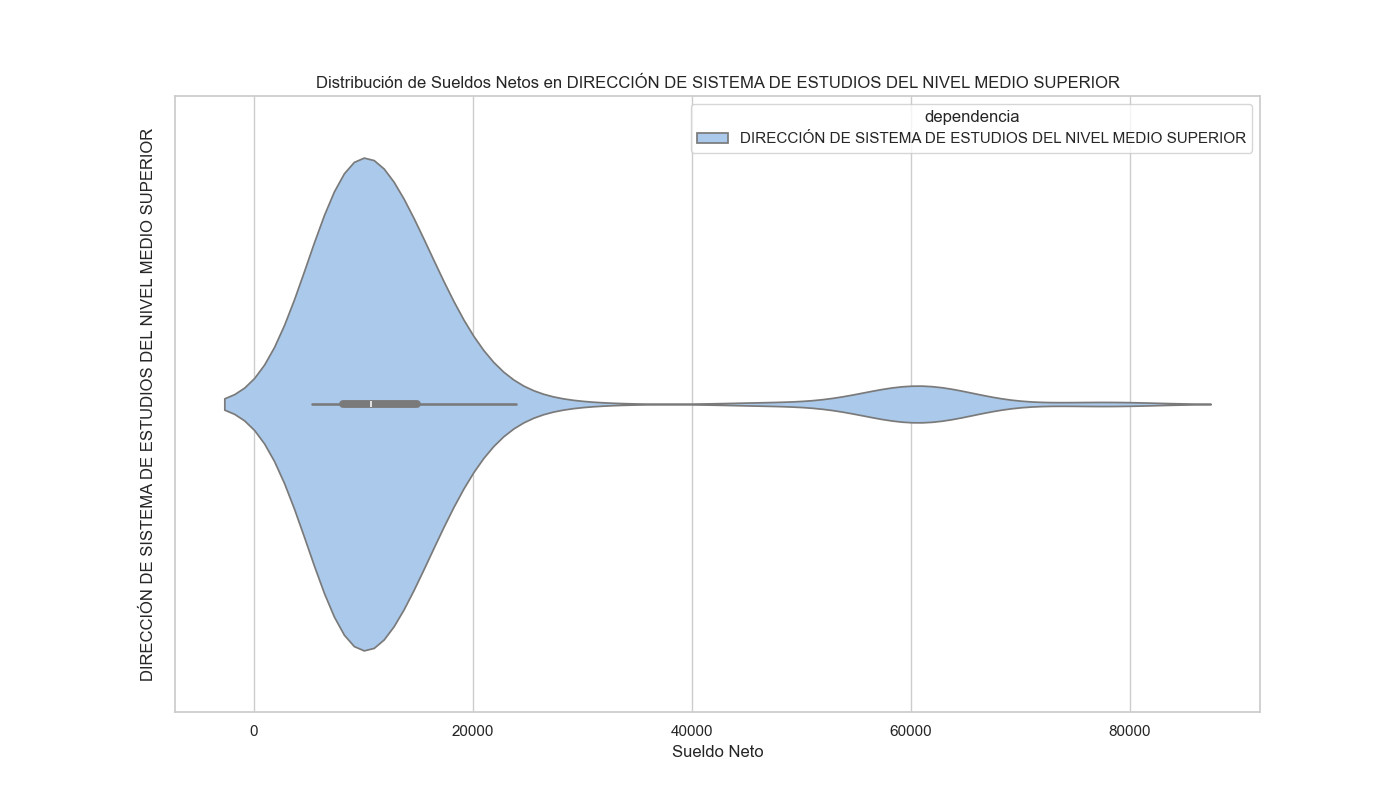 Distribución de Sueldos Netos en DIRECCIÓN DE SISTEMA DE ESTUDIOS DEL NIVEL MEDIO SUPERIOR
dependencia
DIRECCIÓN DE SISTEMA DE ESTUDIOS DEL NIVEL MEDIO SUPERIOR
DIRECCIÓN DE SISTEMA DE ESTUDIOS DEL NIVEL MEDIO SUPERIOR
0 20000 40000 60000 80000
Sueldo Neto